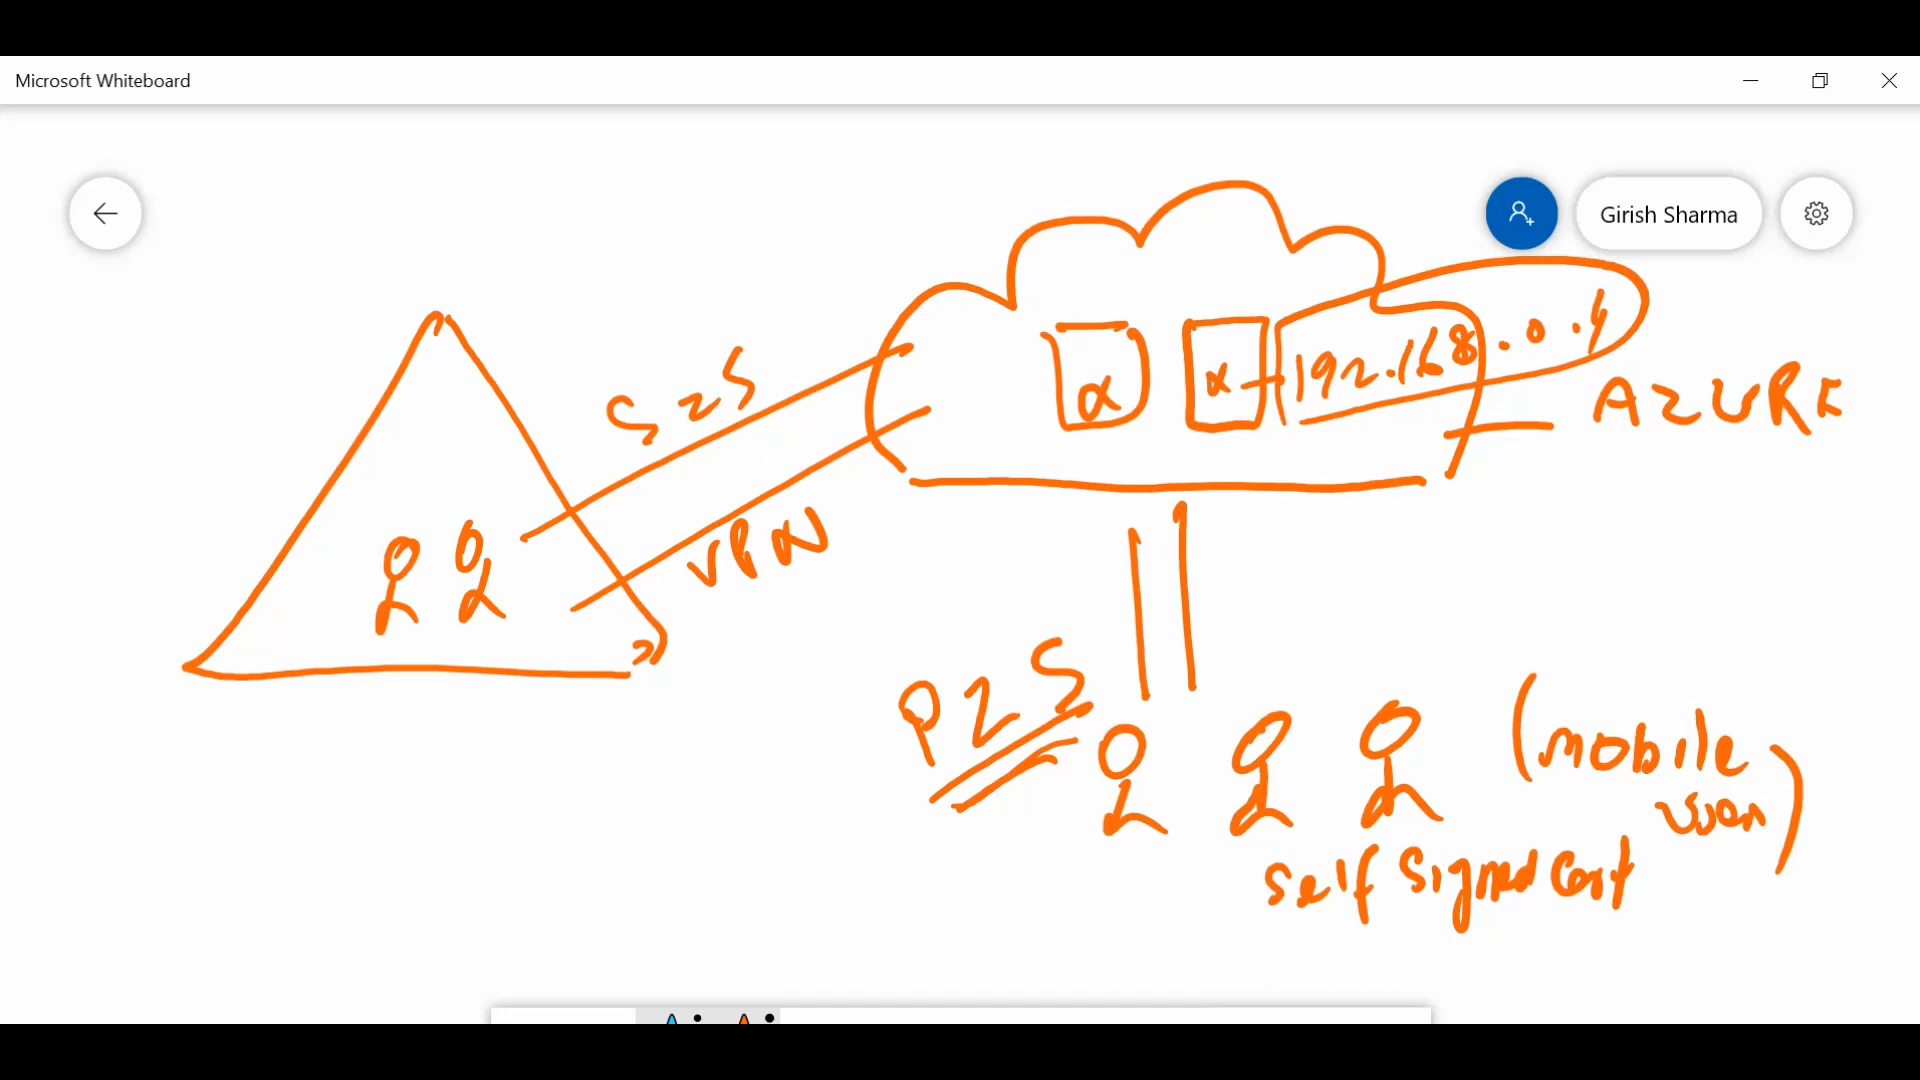 Microsoft Whiteboard
Girish Sharma
S2S
VPN
α
α
192.168.0.4
AZURE
P2S
(mobile
user)
self signed cert